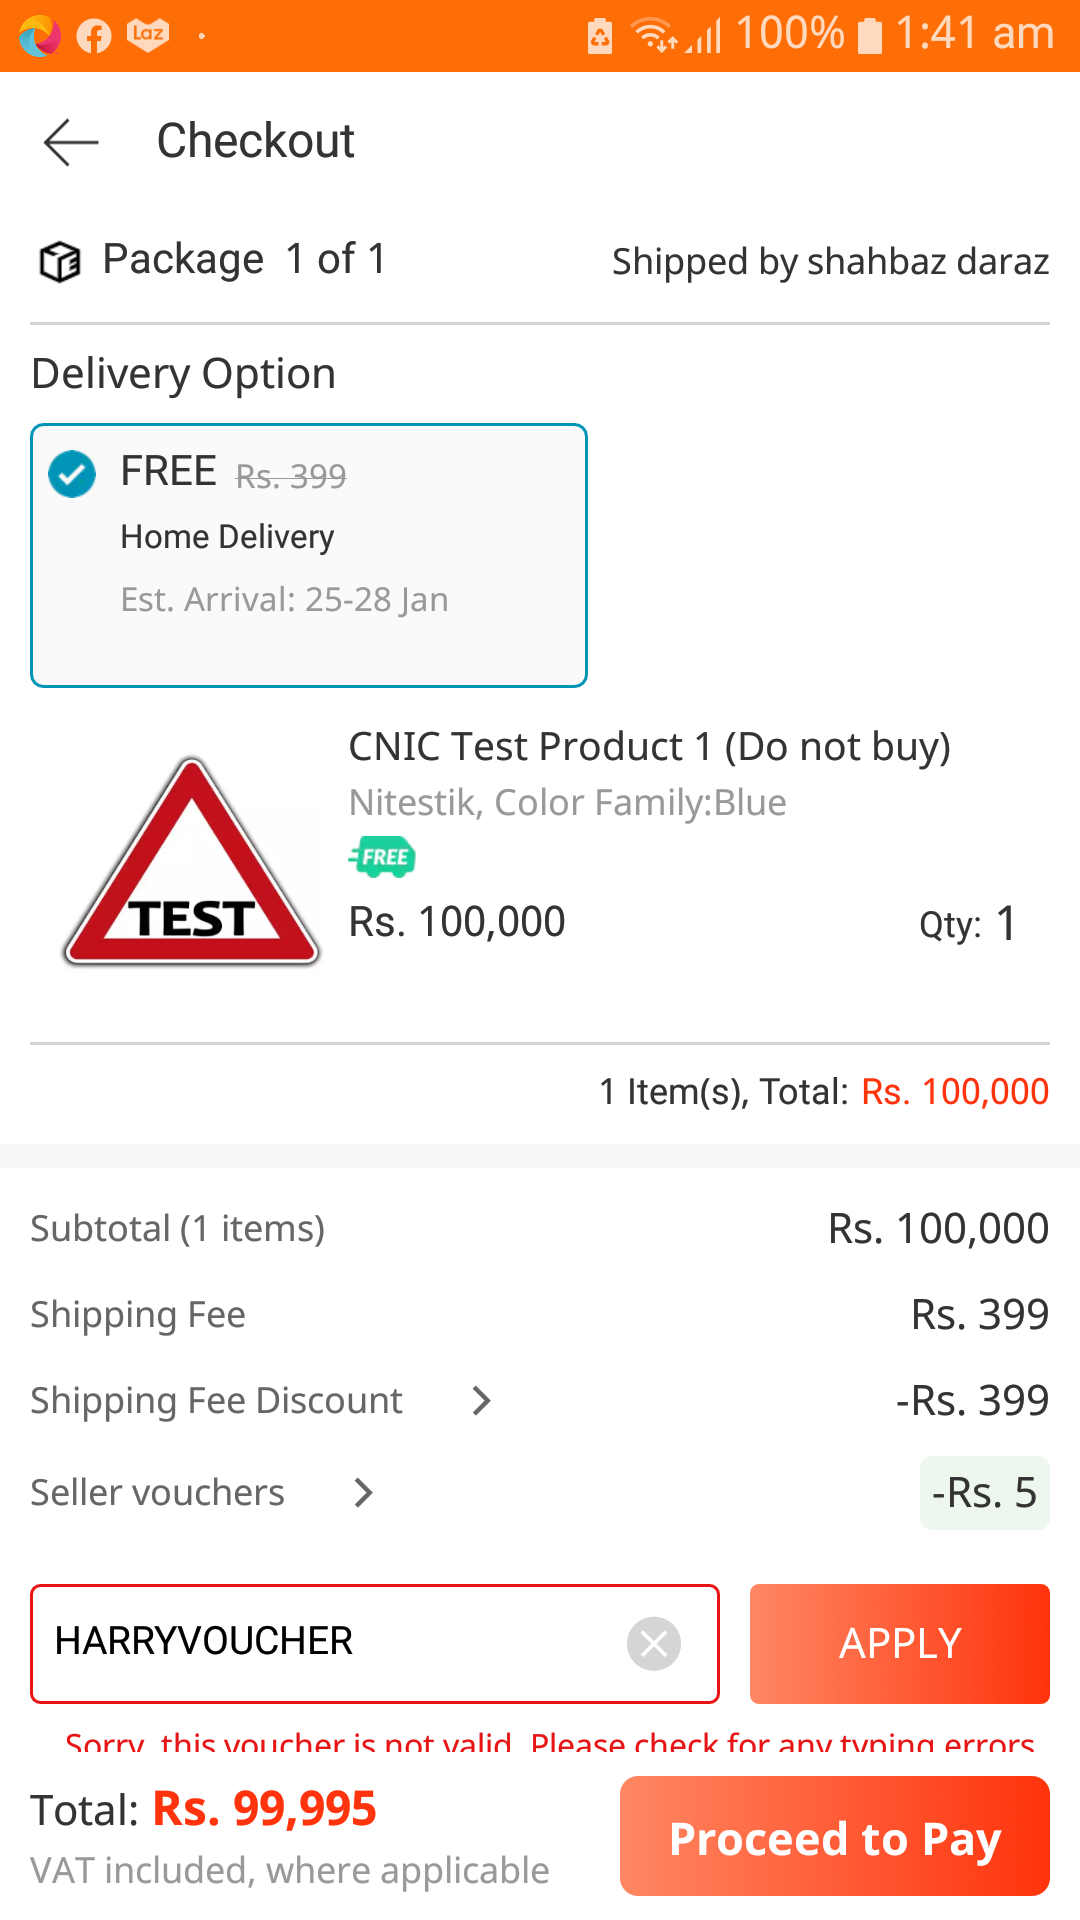 Laz 100% 1:41 am
Checkout
Package 1 of 1 Shipped by shahbaz daraz
Delivery Option
FREE Rs. 399
Home Delivery
Est. Arrival: 25-28 Jan
CNIC Test Product 1 (Do not buy)
Nitestik, Color Family:Blue
FREE
TEST
Rs. 100,000 Qty: 1
1 Item(s), Total: Rs. 100,000
Subtotal (1 items) Rs. 100,000
Shipping Fee Rs. 399
Shipping Fee Discount -Rs. 399
Seller vouchers -Rs. 5
HARRYVOUCHER APPLY
Sorry, this voucher is not valid. Please check for any typing errors
Total: Rs. 99,995 Proceed to Pay
VAT included, where applicable